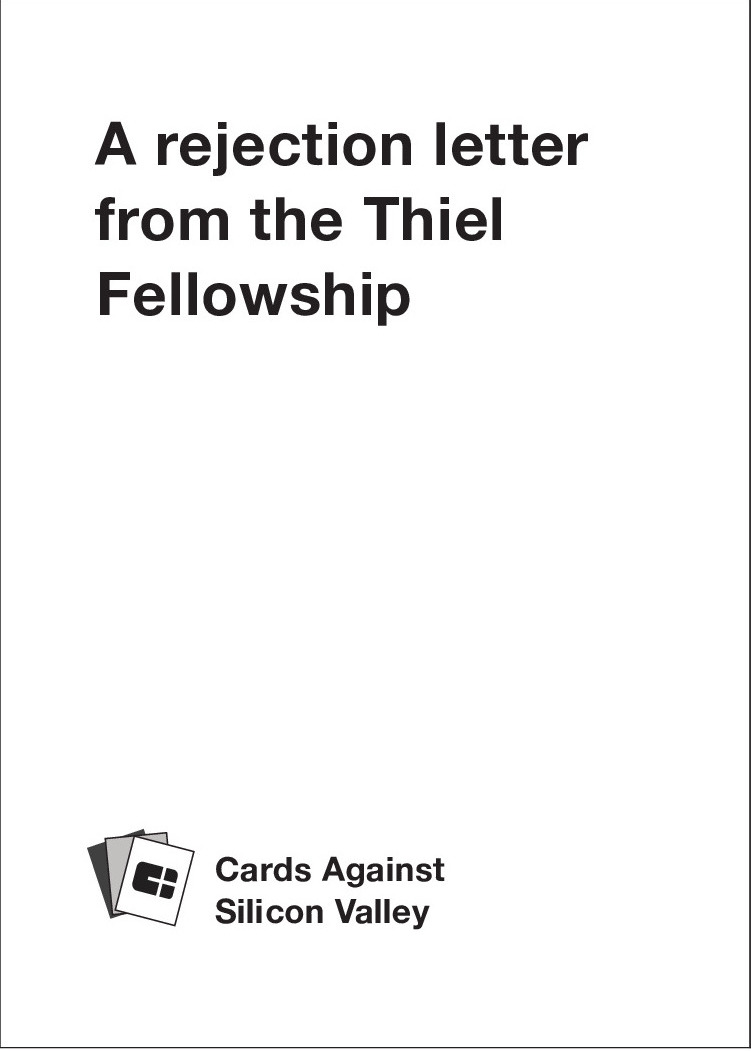 A rejection letter
from the Thiel
Fellowship
Cards Against
Silicon Valley